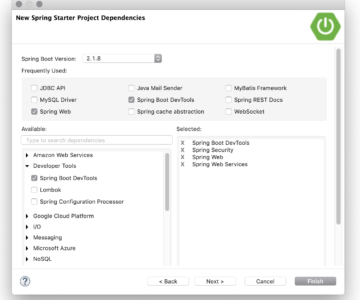 New Spring Starter Project Dependencies
Spring Boot Version: 2.1.8
Frequently Used:
JDBC API Java Mail Sender MyBatis Framework
MySQL Driver Spring Boot DevTools Spring REST Docs
Spring Web Spring cache abstraction WebSocket
Available: Selected:
Type to search dependencies
X Spring Boot DevTools
X Spring Security
X Spring Web
X Spring Web Services
Amazon Web Services
Developer Tools
Spring Boot DevTools
Lombok
Spring Configuration Processor
Google Cloud Platform
I/O
Messaging
Microsoft Azure
NoSQL
? < Back Next > Cancel Finish